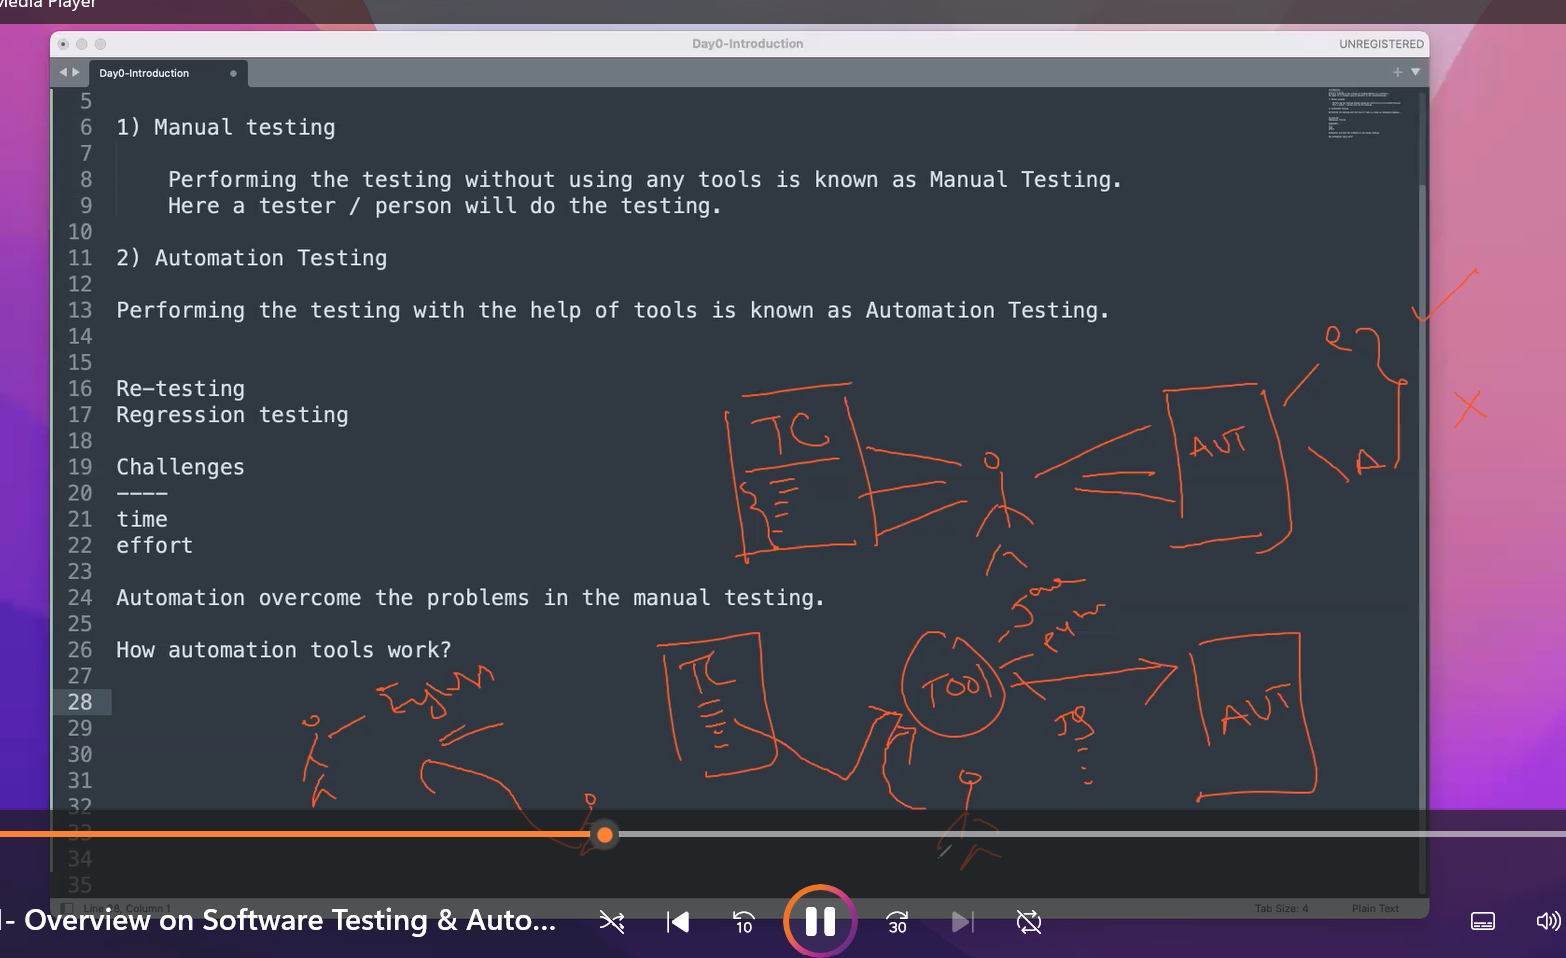 Media Player
Day0-Introduction
UNREGISTERED
Day0-Introduction
5
6 1) Manual testing
7
8 Performing the testing without using any tools is known as Manual Testing.
9 Here a tester / person will do the testing.
10
11 2) Automation Testing
12
13 Performing the testing with the help of tools is known as Automation Testing.
14
15
16 Re-testing
17 Regression testing
18
19 Challenges
20 ----
21 time
22 effort
23
24 Automation overcome the problems in the manual testing.
25
26 How automation tools work?
27
28
29
30
31
32
33
34
35
TC
AUT
TC
TOOl
AUT
Line 28, Column 1
Tab Size: 4
Plain Text
- Overview on Software Testing & Auto...
10
30